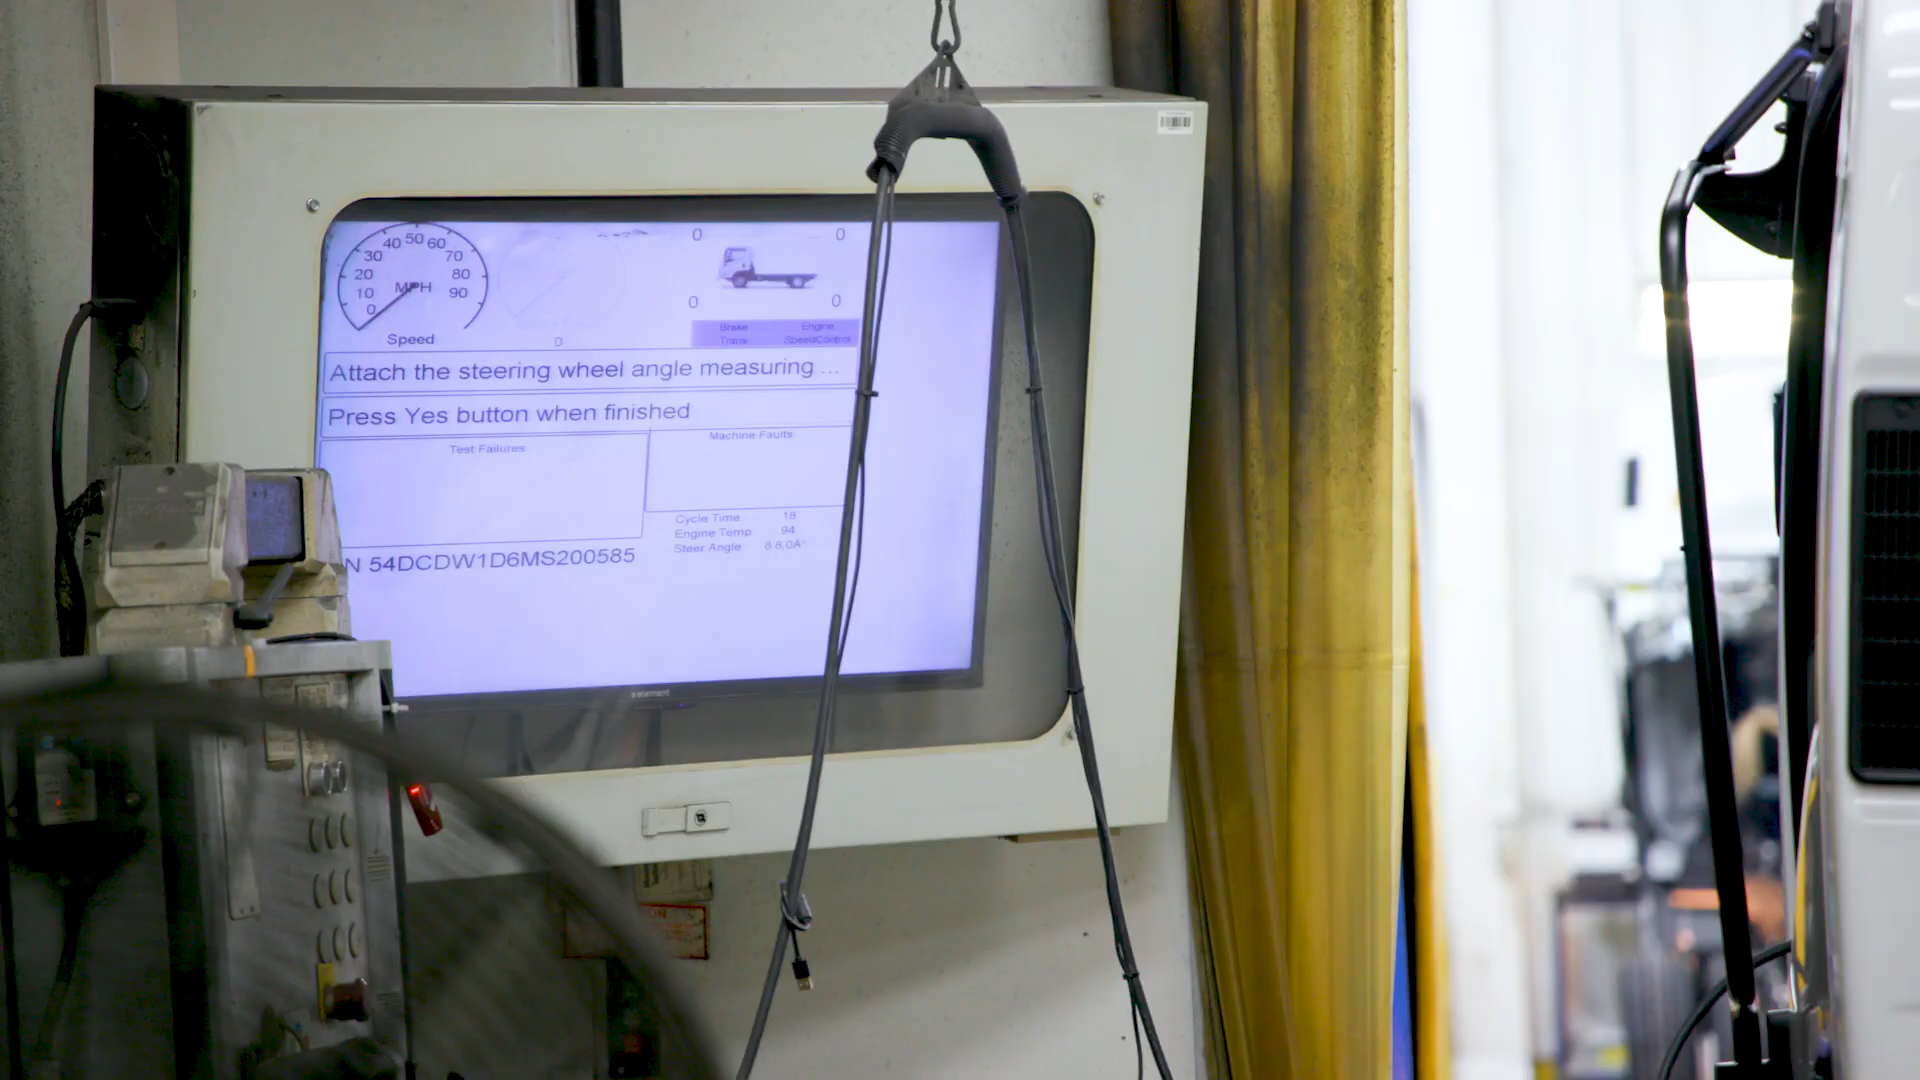 0 10 20 30 40 50 60 70 80 90
MPH
Speed
0
0 0
0 0
Brake Engine
Trans SpeedControl
Attach the steering wheel angle measuring ...
Press Yes button when finished
Test Failures
Machine Faults
Cycle Time 18
Engine Temp 94
Steer Angle
N 54DCDW1D6MS200585
element